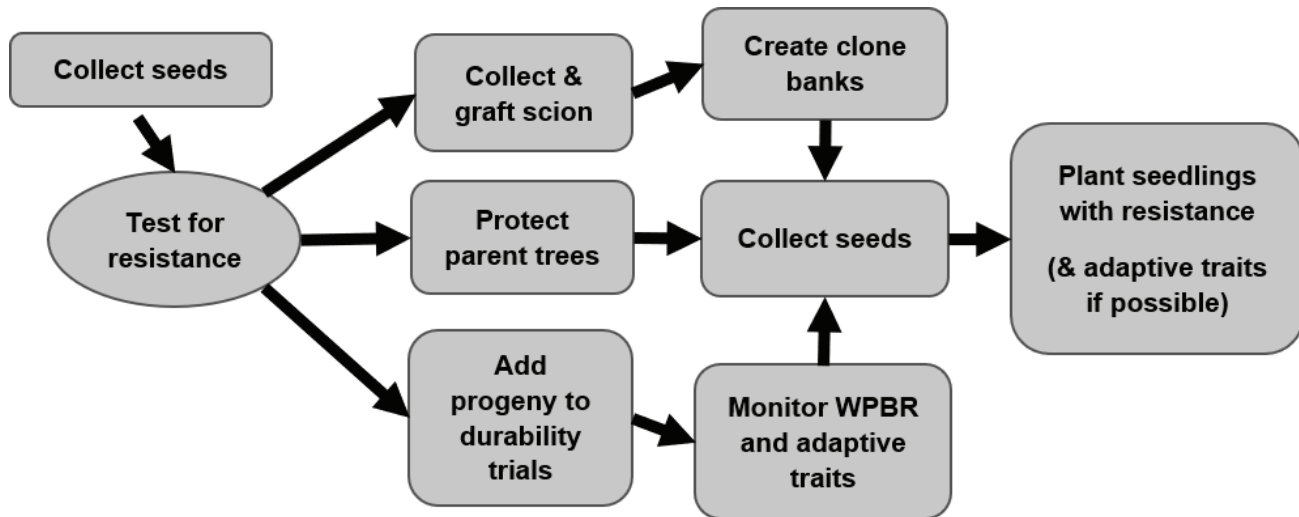 Collect seeds
Test for
resistance
Collect &
graft scion
Create clone
banks
Protect
parent trees
Collect seeds
Add
progeny to
durability
trials
Monitor WPBR
and adaptive
traits
Plant seedlings
with resistance
(& adaptive traits
if possible)